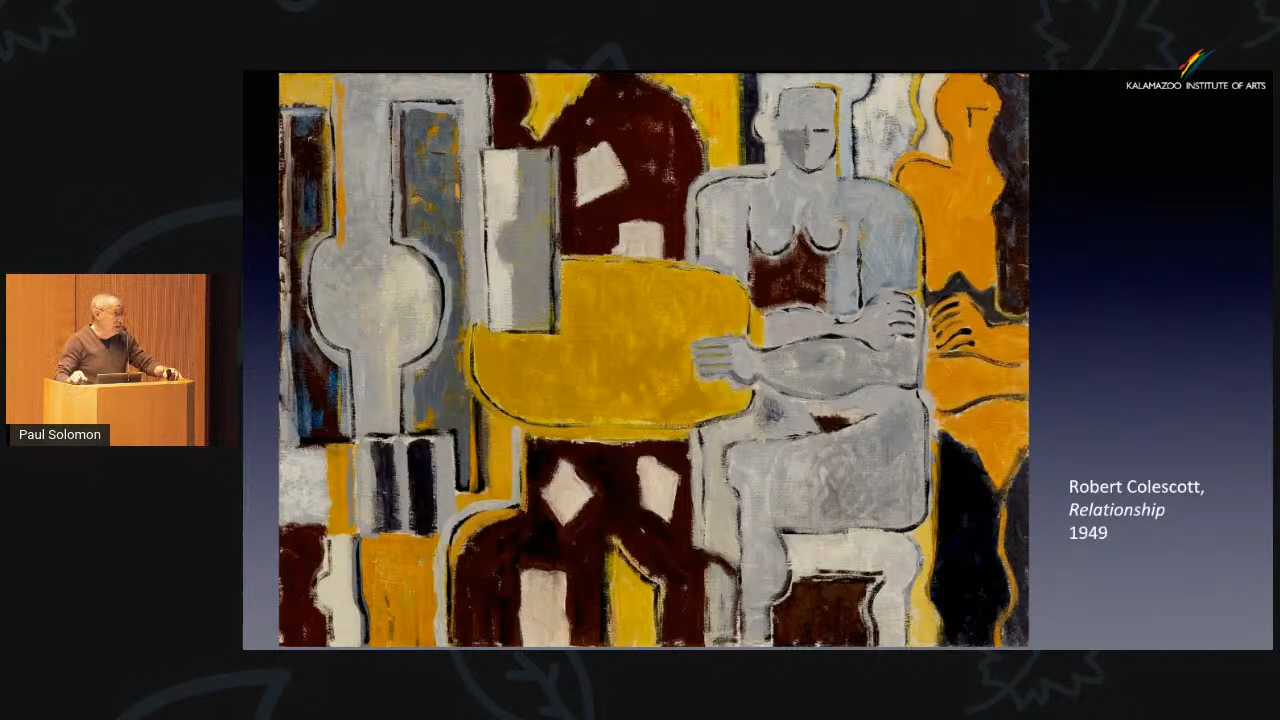 KALAMAZOO INSTITUTE OF ARTS
Paul Solomon
Robert Colescott,
Relationship
1949